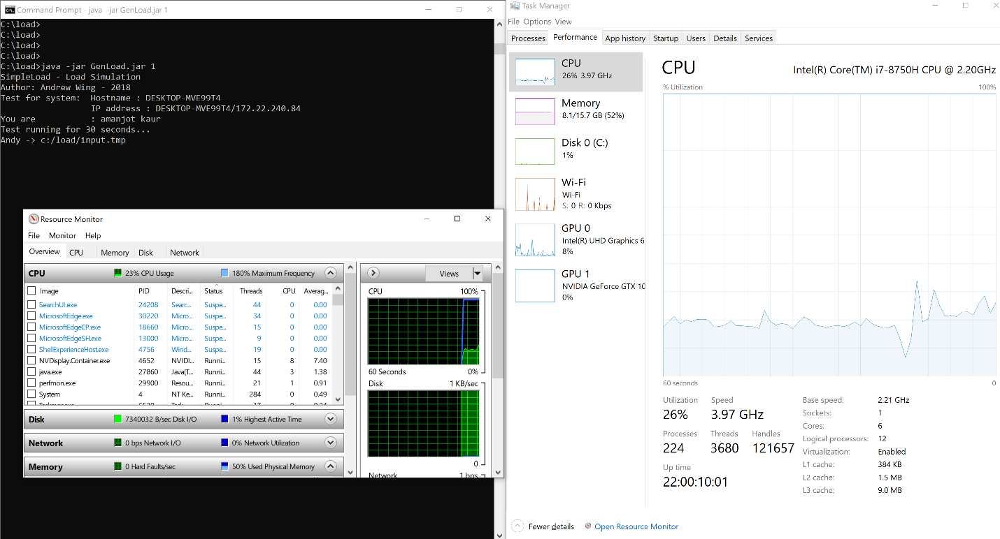 Command Prompt - java -jar GenLoad.jar 1
C:\load>
C:\load>
C:\load>
C:\load>
C:\load>java -jar GenLoad.jar 1
SimpleLoad - Load Simulation
Author: Andrew Wing - 2018
Test for system: Hostname : DESKTOP-MVE99T4
IP address : DESKTOP-MVE99T4/172.22.240.84
You are : amanjot kaur
Test running for 30 seconds...
Andy -> c:/load/input.tmp
Resource Monitor
File Monitor Help
Overview CPU Memory Disk Network
CPU 23% CPU Usage 180% Maximum Frequency
Image PID Descri... Status Threads CPU Averag...
SearchUI.exe 24208 Searc... Suspe... 44 0 0.00
MicrosoftEdge.exe 30220 Micro... Suspe... 34 0 0.00
MicrosoftEdgeCP.exe 18660 Micro... Suspe... 15 0 0.00
MicrosoftEdgeSH.exe 13000 Micro... Suspe... 9 0 0.00
ShellExperienceHost.exe 4756 Wind... Suspe... 19 0 0.00
NVDisplay.Container.exe 4652 NVIDI... Runni... 15 8 7.40
java.exe 27860 Java(T... Runni... 44 3 1.38
perfmon.exe 29900 Resou... Runni... 21 1 0.91
System 4 NT Ke... Runni... 284 0 0.49
Disk 7340032 B/sec Disk I/O 1% Highest Active Time
Network 0 bps Network I/O 0% Network Utilization
Memory 0 Hard Faults/sec 50% Used Physical Memory
Views
CPU 100%
60 Seconds 0%
Disk 1 KB/sec
0
Network 1 bps
Task Manager
File Options View
Processes Performance App history Startup Users Details Services
CPU
26% 3.97 GHz
Memory
8.1/15.7 GB (52%)
Disk 0 (C:)
1%
Wi-Fi
Wi-Fi
S: 0 R: 0 Kbps
GPU 0
Intel(R) UHD Graphics 6
8%
GPU 1
NVIDIA GeForce GTX 10
0%
CPU Intel(R) Core(TM) i7-8750H CPU @ 2.20GHz
% Utilization 100%
60 seconds 0
Utilization Speed
26% 3.97 GHz
Processes Threads Handles
224 3680 121657
Up time
22:00:10:01
Base speed: 2.21 GHz
Sockets: 1
Cores: 6
Logical processors: 12
Virtualization: Enabled
L1 cache: 384 KB
L2 cache: 1.5 MB
L3 cache: 9.0 MB
Fewer details Open Resource Monitor